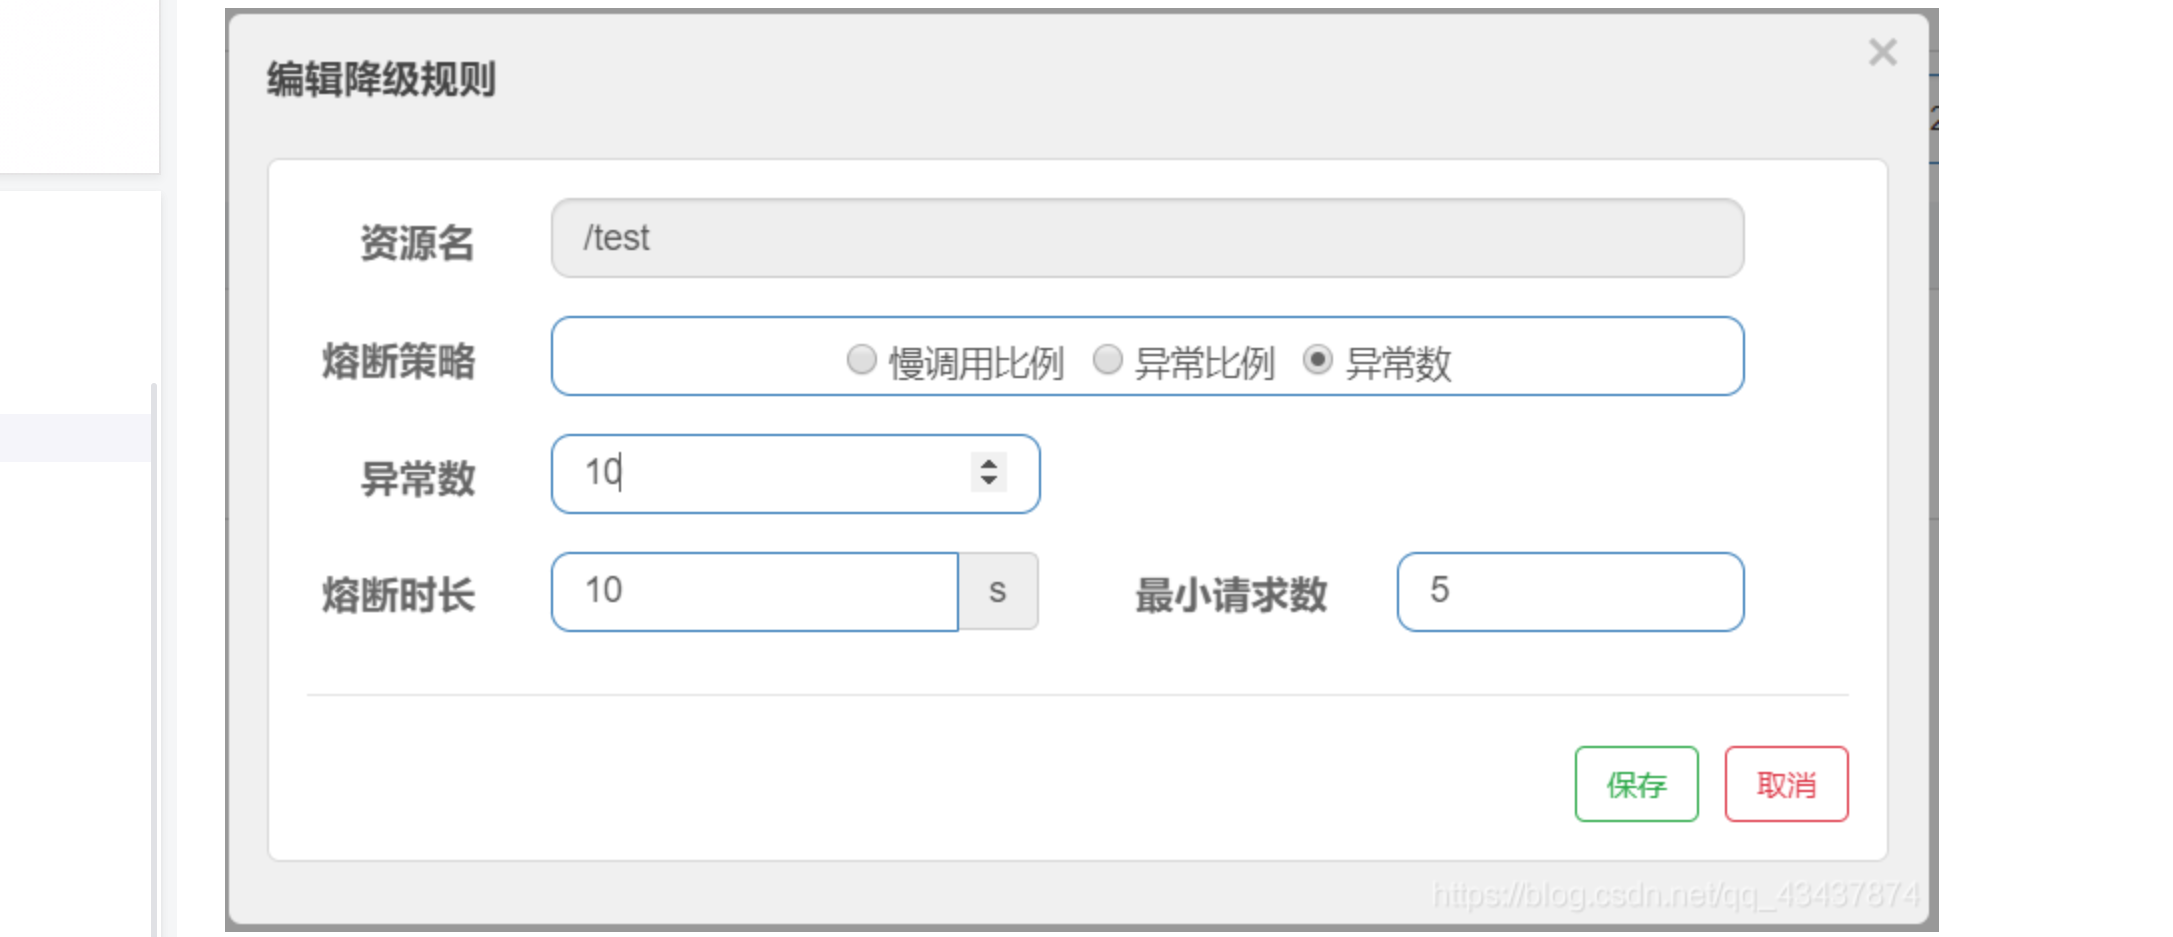 编辑降级规则
×
2
资源名 /test
熔断策略 慢调用比例 异常比例 异常数
异常数 10
熔断时长 10 s 最小请求数 5
保存 取消
https://blog.csdn.net/qq_43437874